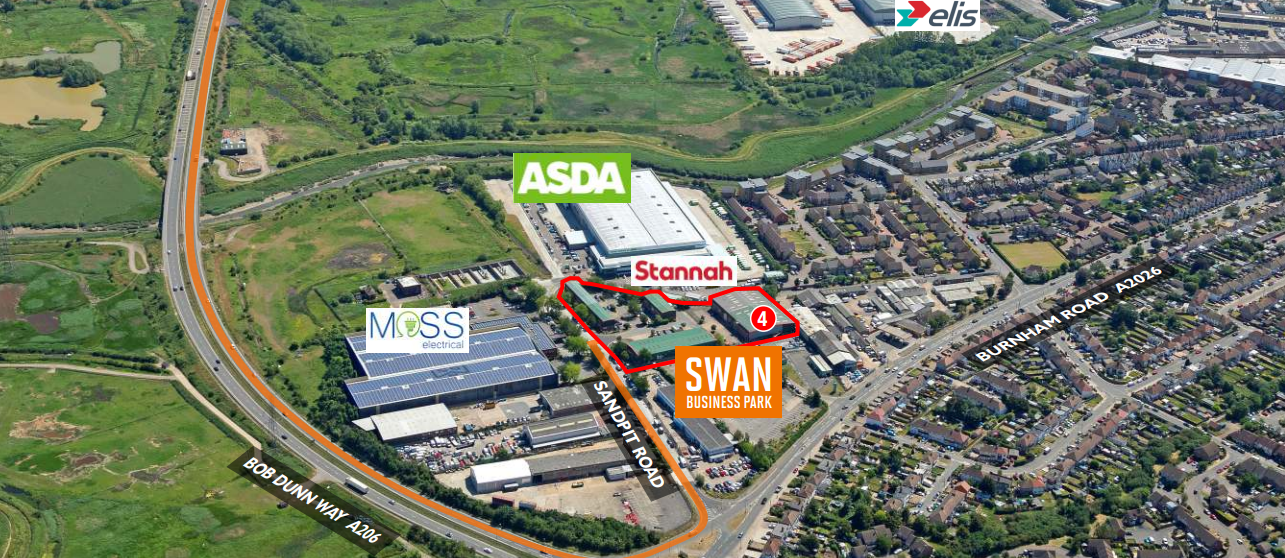 elis
ASDA
Stannah
MOSS
electrical
4
SWAN
BUSINESS PARK
BURNHAM ROAD A2026
SANDPIT ROAD
BOB DUNN WAY A206